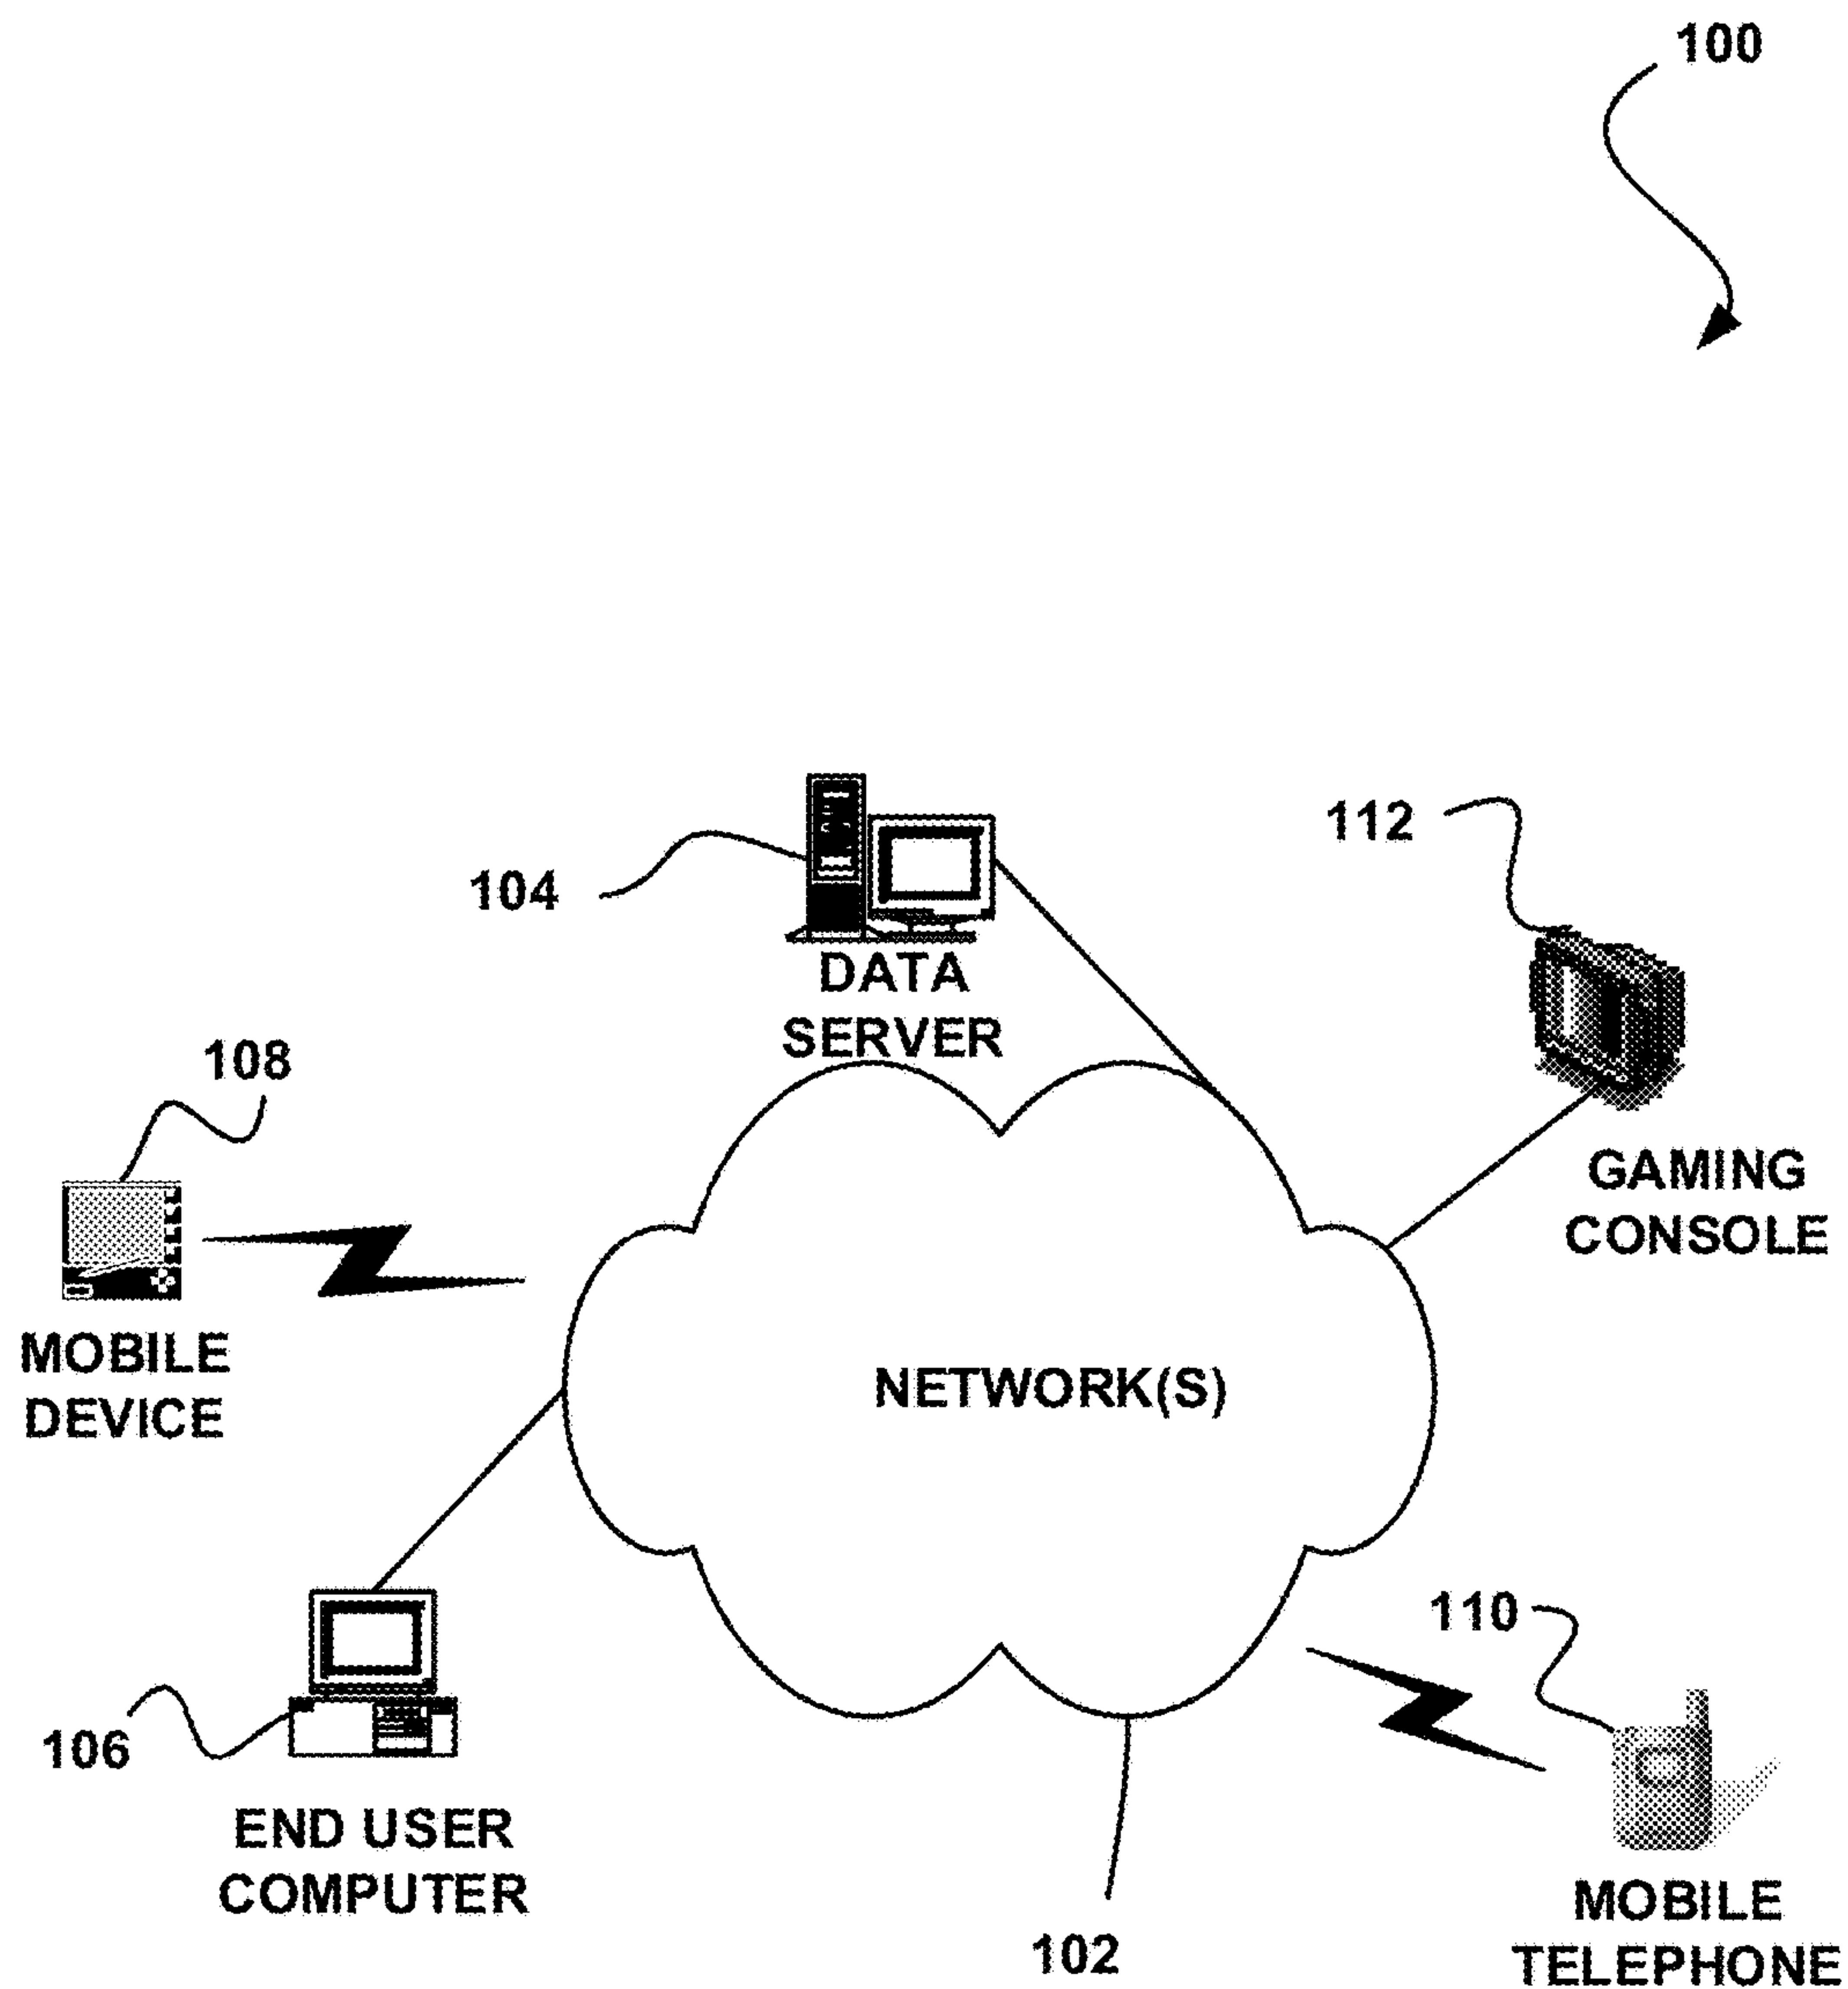 100
112
104
DATA
SERVER
108
GAMING
CONSOLE
MOBILE
DEVICE
NETWORK(S)
110
106
END USER
COMPUTER
MOBILE
TELEPHONE
102